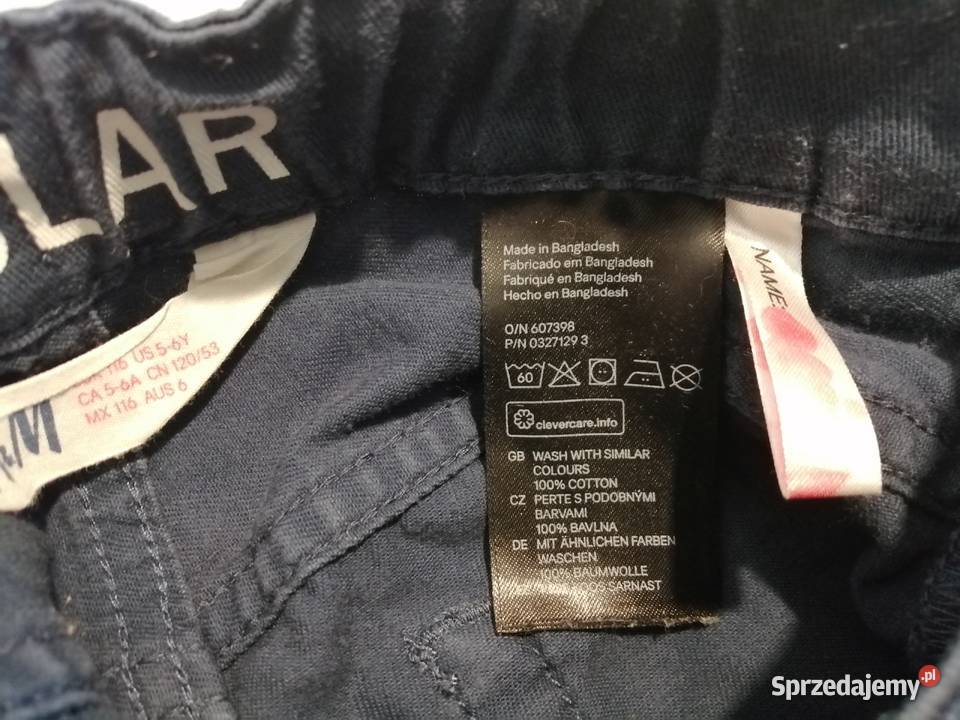 LAR
116 US 5-6Y
CA 5-6A CN 120/53
MX 116 AUS 6
Made in Bangladesh
Fabricado em Bangladesh
Fabriqué en Bangladesh
Hecho en Bangladesh
O/N 607398
P/N 0327129 3
60
clevercare.info
GB WASH WITH SIMILAR
COLOURS
100% COTTON
CZ PERTE S PODOBNÝMI
BARVAMI
100% BAVLNA
DE MIT ÄHNLICHEN FARBEN
WASCHEN
100% BAUMWOLLE
SARNAST
NAME:
Sprzedajemy.pl